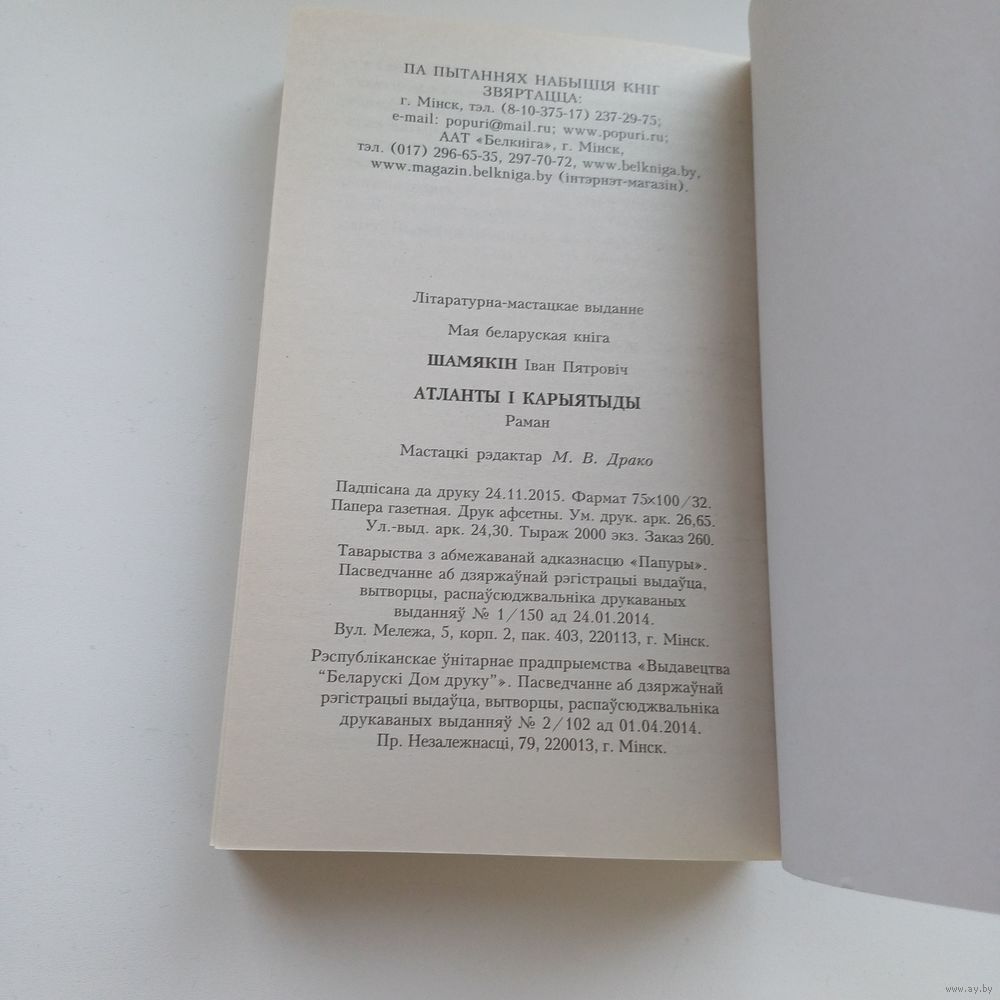 ПА ПЫТАННЯХ НАБЫЦЦЯ КНІГ
ЗВЯРТАЦЦА:
г. Мінск, тэл. (8-10-375-17) 237-29-75;
e-mail: popuri@mail.ru; www.popuri.ru;
ААТ «Белкніга», г. Мінск,
тэл. (017) 296-65-35, 297-70-72, www.belkniga.by,
www.magazin.belkniga.by (інтэрнэт-магазін).
Літаратурна-мастацкае выданне
Мая беларуская кніга
ШАМЯКІН Іван Пятровіч
АТЛАНТЫ І КАРЫЯТЫДЫ
Раман
Мастацкі рэдактар М. В. Драко
Падпісана да друку 24.11.2015. Фармат 75×100/32.
Папера газетная. Друк афсетны. Ум. друк. арк. 26,65.
Ул.-выд. арк. 24,30. Тыраж 2000 экз. Заказ 260.
Таварыства з абмежаванай адказнасцю «Папуры».
Пасведчанне аб дзяржаўнай рэгістрацыі выдаўца,
вытворцы, распаўсюджвальніка друкаваных
выданняў № 1/150 ад 24.01.2014.
Вул. Мележа, 5, корп. 2, пак. 403, 220113, г. Мінск.
Рэспубліканскае ўнітарнае прадпрыемства «Выдавецтва
“Беларускі Дом друку”». Пасведчанне аб дзяржаўнай
рэгістрацыі выдаўца, вытворцы, распаўсюджвальніка
друкаваных выданняў № 2/102 ад 01.04.2014.
Пр. Незалежнасці, 79, 220013, г. Мінск.
www.ay.by